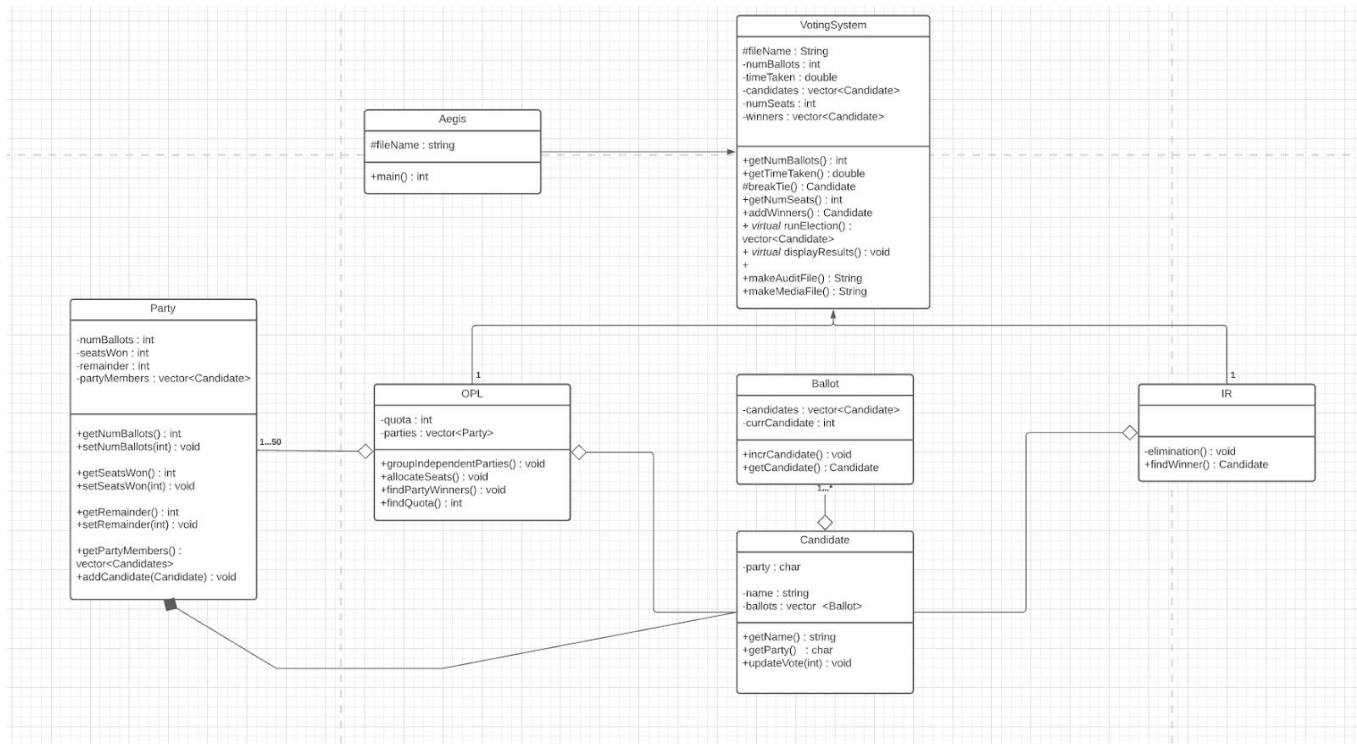 VotingSystem
#fileName : String
-numBallots : int
-timeTaken : double
-candidates : vector<Candidate>
-numSeats : int
-winners : vector<Candidate>
+getNumBallots() : int
+getTimeTaken() : double
#breakTie() : Candidate
+getNumSeats() : int
+addWinners() : Candidate
+ virtual runElection() :
vector<Candidate>
+ virtual displayResults() : void
+
+makeAuditFile() : String
+makeMediaFile() : String
Aegis
#fileName : string
+main() : int
Party
-numBallots : int
-seatsWon : int
-remainder : int
-partyMembers : vector<Candidate>
+getNumBallots() : int
+setNumBallots(int) : void
+getSeatsWon() : int
+setSeatsWon(int) : void
+getRemainder() : int
+setRemainder(int) : void
+getPartyMembers() :
vector<Candidates>
+addCandidate(Candidate) : void
1...50
1
OPL
-quota : int
-parties : vector<Party>
+groupIndependentParties() : void
+allocateSeats() : void
+findPartyWinners() : void
+findQuota() : int
Ballot
-candidates : vector<Candidate>
-currCandidate : int
+incrCandidate() : void
+getCandidate() : Candidate
1...*
Candidate
-party : char
-name : string
-ballots : vector <Ballot>
+getName() : string
+getParty() : char
+updateVote(int) : void
1
IR
-elimination() : void
+findWinner() : Candidate